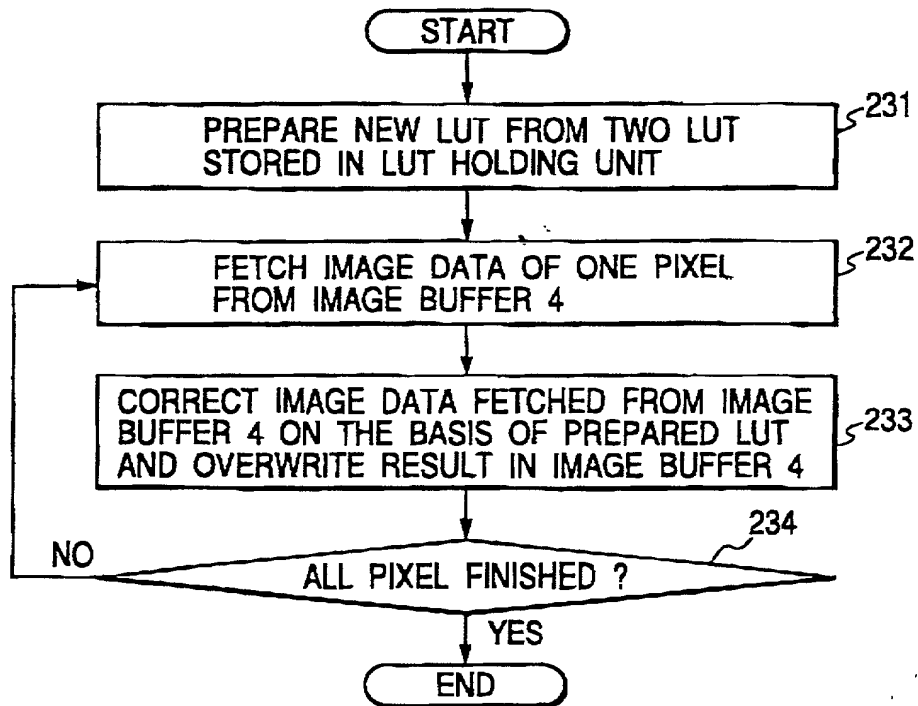 START
PREPARE NEW LUT FROM TWO LUT
STORED IN LUT HOLDING UNIT
231
FETCH IMAGE DATA OF ONE PIXEL
FROM IMAGE BUFFER 4
232
CORRECT IMAGE DATA FETCHED FROM IMAGE
BUFFER 4 ON THE BASIS OF PREPARED LUT
AND OVERWRITE RESULT IN IMAGE BUFFER 4
233
234
NO
ALL PIXEL FINISHED ?
YES
END